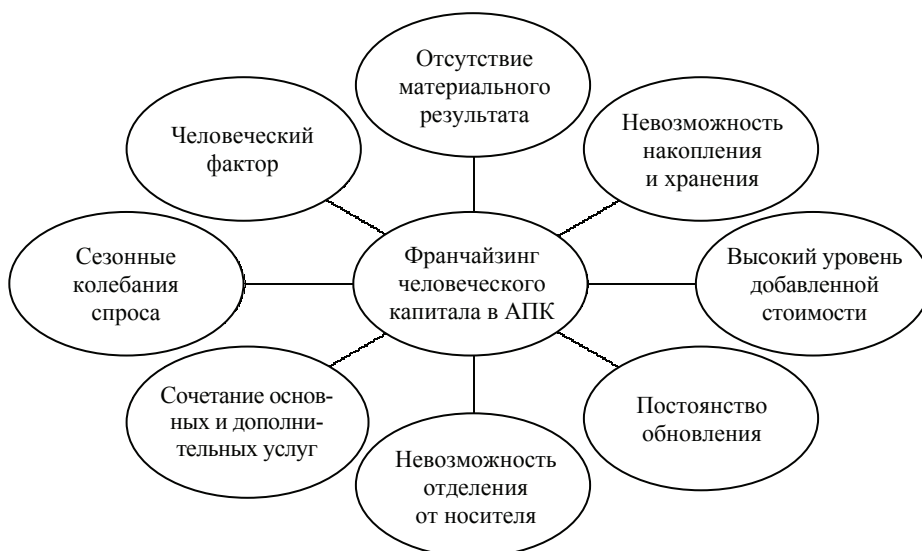 Отсутствие
материального
результата
Человеческий
фактор
Невозможность
накопления
и хранения
Сезонные
колебания
спроса
Франчайзинг
человеческого
капитала в АПК
Высокий уровень
добавленной
стоимости
Сочетание основ-
ных и дополни-
тельных услуг
Постоянство
обновления
Невозможность
отделения
от носителя